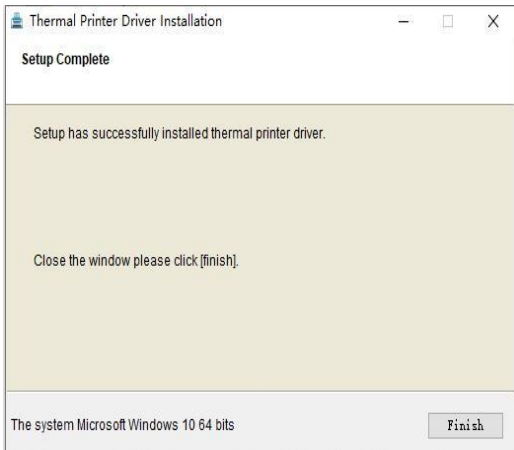 Thermal Printer Driver Installation
Setup Complete
Setup has successfully installed thermal printer driver.
Close the window please click [finish].
The system Microsoft Windows 10 64 bits
Finish